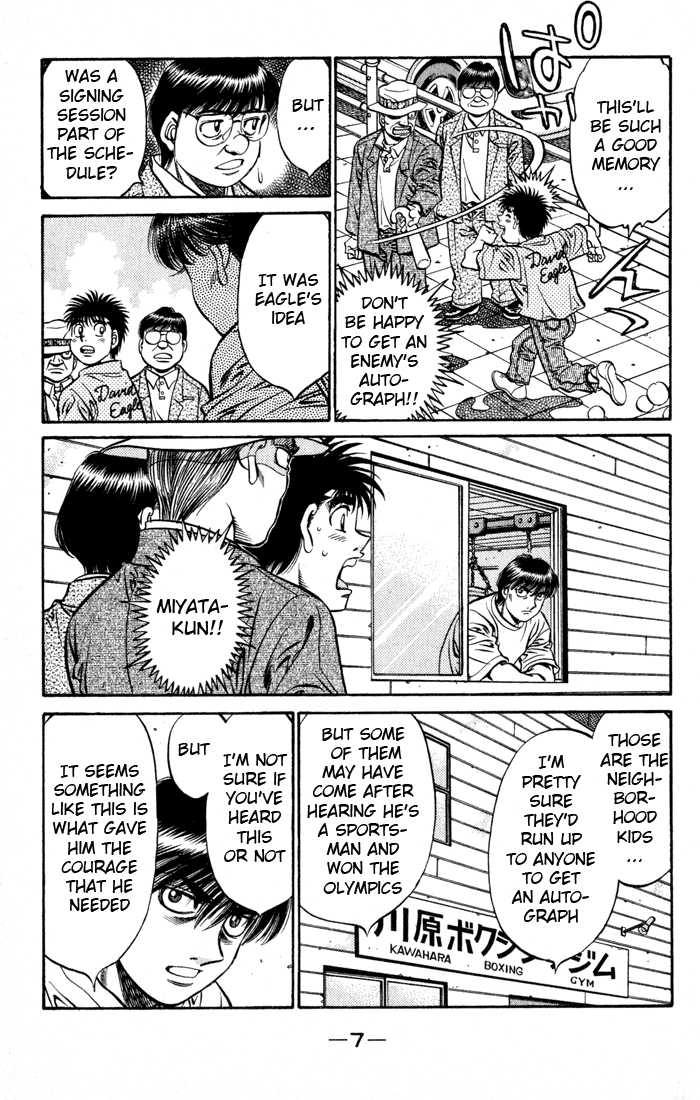 THIS'LL
BE SUCH
A GOOD
MEMORY
...
David
Eagle
DON'T
BE HAPPY
TO GET AN
ENEMY'S
AUTO-
GRAPH!!
BUT
...
WAS A
SIGNING
SESSION
PART OF
THE SCHE-
DULE?
IT WAS
EAGLE'S
IDEA
David
Eagle
MIYATA-
KUN!!
THOSE
ARE THE
NEIGH-
BOR-
HOOD
KIDS
...
I'M
PRETTY
SURE
THEY'D
RUN UP
TO ANYONE
TO GET
AN AUTO-
GRAPH
BUT SOME
OF THEM
MAY HAVE
COME AFTER
HEARING HE'S
A SPORTS-
MAN AND
WON THE
OLYMPICS
川原ボクシングジム
KAWAHARA BOXING GYM
I'M NOT
SURE IF
YOU'VE
HEARD
THIS
OR NOT
BUT
IT SEEMS
SOMETHING
LIKE THIS IS
WHAT GAVE
HIM THE
COURAGE
THAT HE
NEEDED
—7—